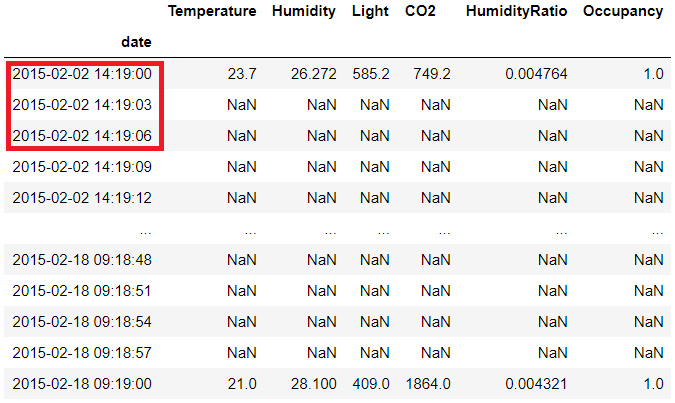 Temperature Humidity Light CO2 HumidityRatio Occupancy
date
2015-02-02 14:19:00 23.7 26.272 585.2 749.2 0.004764 1.0
2015-02-02 14:19:03 NaN NaN NaN NaN NaN NaN
2015-02-02 14:19:06 NaN NaN NaN NaN NaN NaN
2015-02-02 14:19:09 NaN NaN NaN NaN NaN NaN
2015-02-02 14:19:12 NaN NaN NaN NaN NaN NaN
... ... ... ... ... ... ...
2015-02-18 09:18:48 NaN NaN NaN NaN NaN NaN
2015-02-18 09:18:51 NaN NaN NaN NaN NaN NaN
2015-02-18 09:18:54 NaN NaN NaN NaN NaN NaN
2015-02-18 09:18:57 NaN NaN NaN NaN NaN NaN
2015-02-18 09:19:00 21.0 28.100 409.0 1864.0 0.004321 1.0